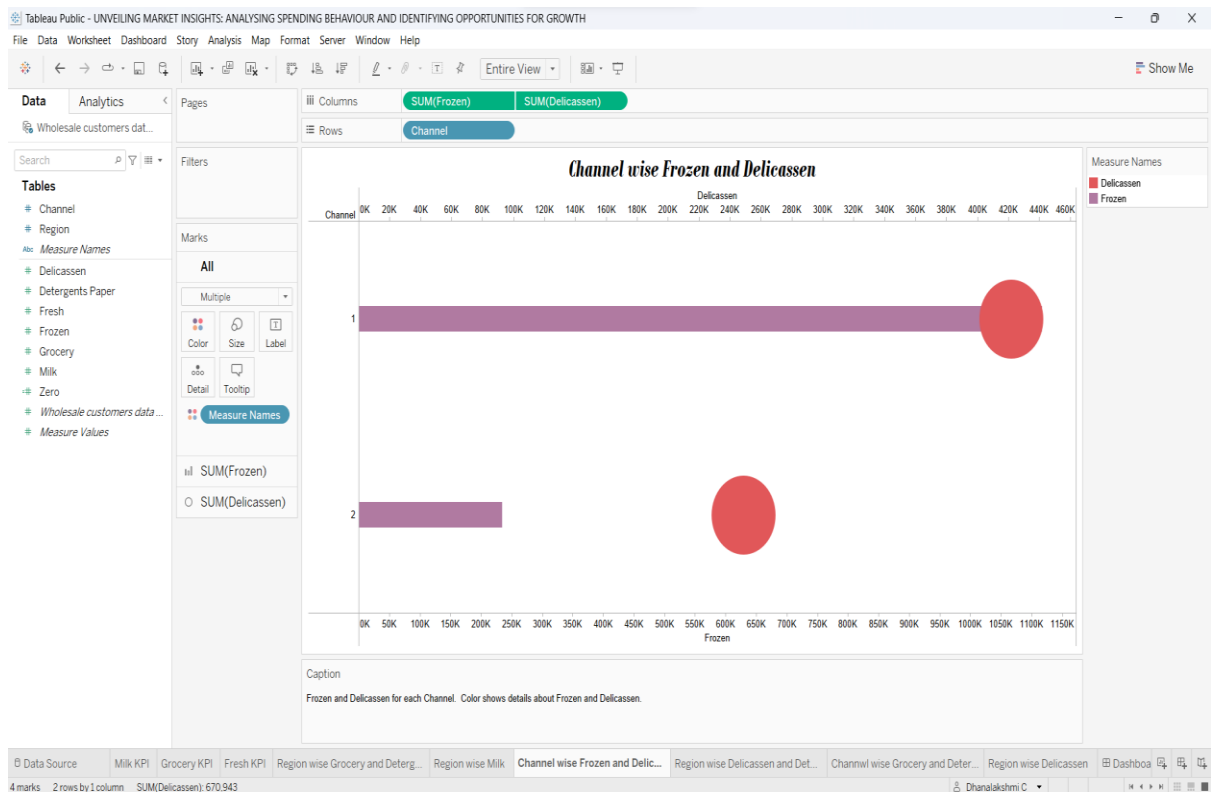 Tableau Public - UNVEILING MARKET INSIGHTS: ANALYSING SPENDING BEHAVIOUR AND IDENTIFYING OPPORTUNITIES FOR GROWTH
File Data Worksheet Dashboard Story Analysis Map Format Server Window Help
Entire View
Show Me
Data Analytics
Wholesale customers dat...
Search
Tables
# Channel
# Region
Abc Measure Names
# Delicassen
# Detergents Paper
# Fresh
# Frozen
# Grocery
# Milk
=# Zero
# Wholesale customers data ...
# Measure Values
Pages
Filters
Marks
All
Multiple
Color Size Label
Detail Tooltip
Measure Names
SUM(Frozen)
SUM(Delicassen)
Columns SUM(Frozen) SUM(Delicassen)
Rows Channel
Channel wise Frozen and Delicassen
Delicassen
Channel 0K 20K 40K 60K 80K 100K 120K 140K 160K 180K 200K 220K 240K 260K 280K 300K 320K 340K 360K 380K 400K 420K 440K 460K
1
2
0K 50K 100K 150K 200K 250K 300K 350K 400K 450K 500K 550K 600K 650K 700K 750K 800K 850K 900K 950K 1000K 1050K 1100K 1150K
Frozen
Caption
Frozen and Delicassen for each Channel. Color shows details about Frozen and Delicassen.
Measure Names
Delicassen
Frozen
Data Source Milk KPI Grocery KPI Fresh KPI Region wise Grocery and Deterg... Region wise Milk Channel wise Frozen and Delic... Region wise Delicassen and Det... Channwl wise Grocery and Deter... Region wise Delicassen Dashboa
4 marks 2 rows by 1 column SUM(Delicassen): 670,943 Dhanalakshmi C